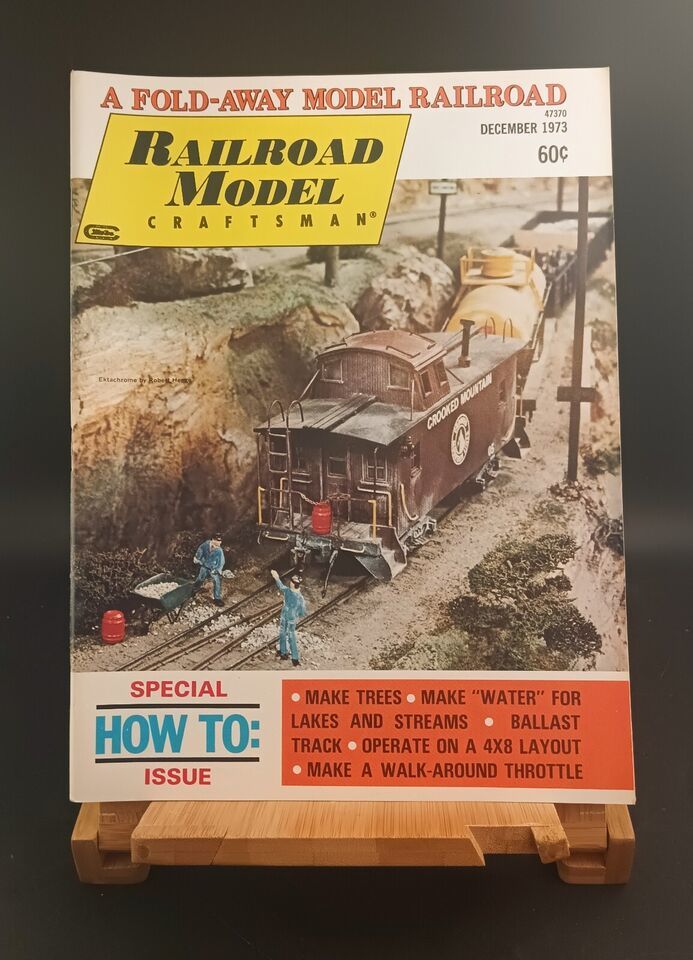 A FOLD-AWAY MODEL RAILROAD
47370
DECEMBER 1973
60¢
RAILROAD
MODEL
CRAFTSMAN®
Ektachrome by Robert
CROOKED MOUNTAIN
SPECIAL
HOW TO:
ISSUE
• MAKE TREES • MAKE "WATER" FOR
LAKES AND STREAMS • BALLAST
TRACK • OPERATE ON A 4X8 LAYOUT
• MAKE A WALK-AROUND THROTTLE